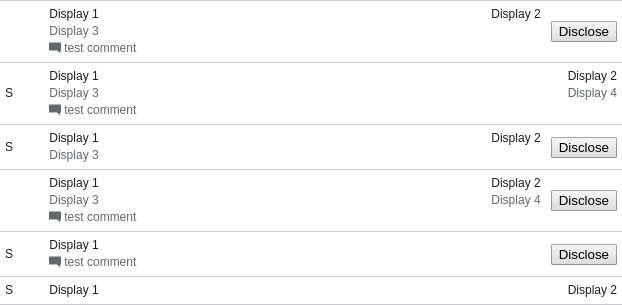 Display 1 Display 2
Display 3 Disclose
test comment
Display 1 Display 2
S Display 3 Display 4
test comment
Display 1 Display 2
S Disclose
Display 3
Display 1 Display 2
Display 3 Display 4 Disclose
test comment
Display 1
S Disclose
test comment
S Display 1 Display 2